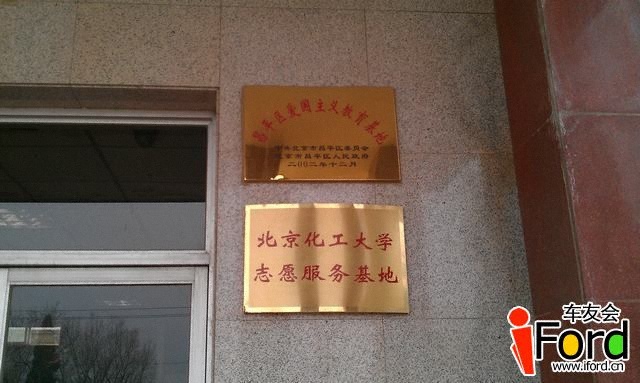 昌平区爱国主义教育基地
中共北京市昌平区委员会
北京市昌平区人民政府
二〇〇二年十二月
北京化工大学
志愿服务基地
车友会
iFord
www.iford.cn